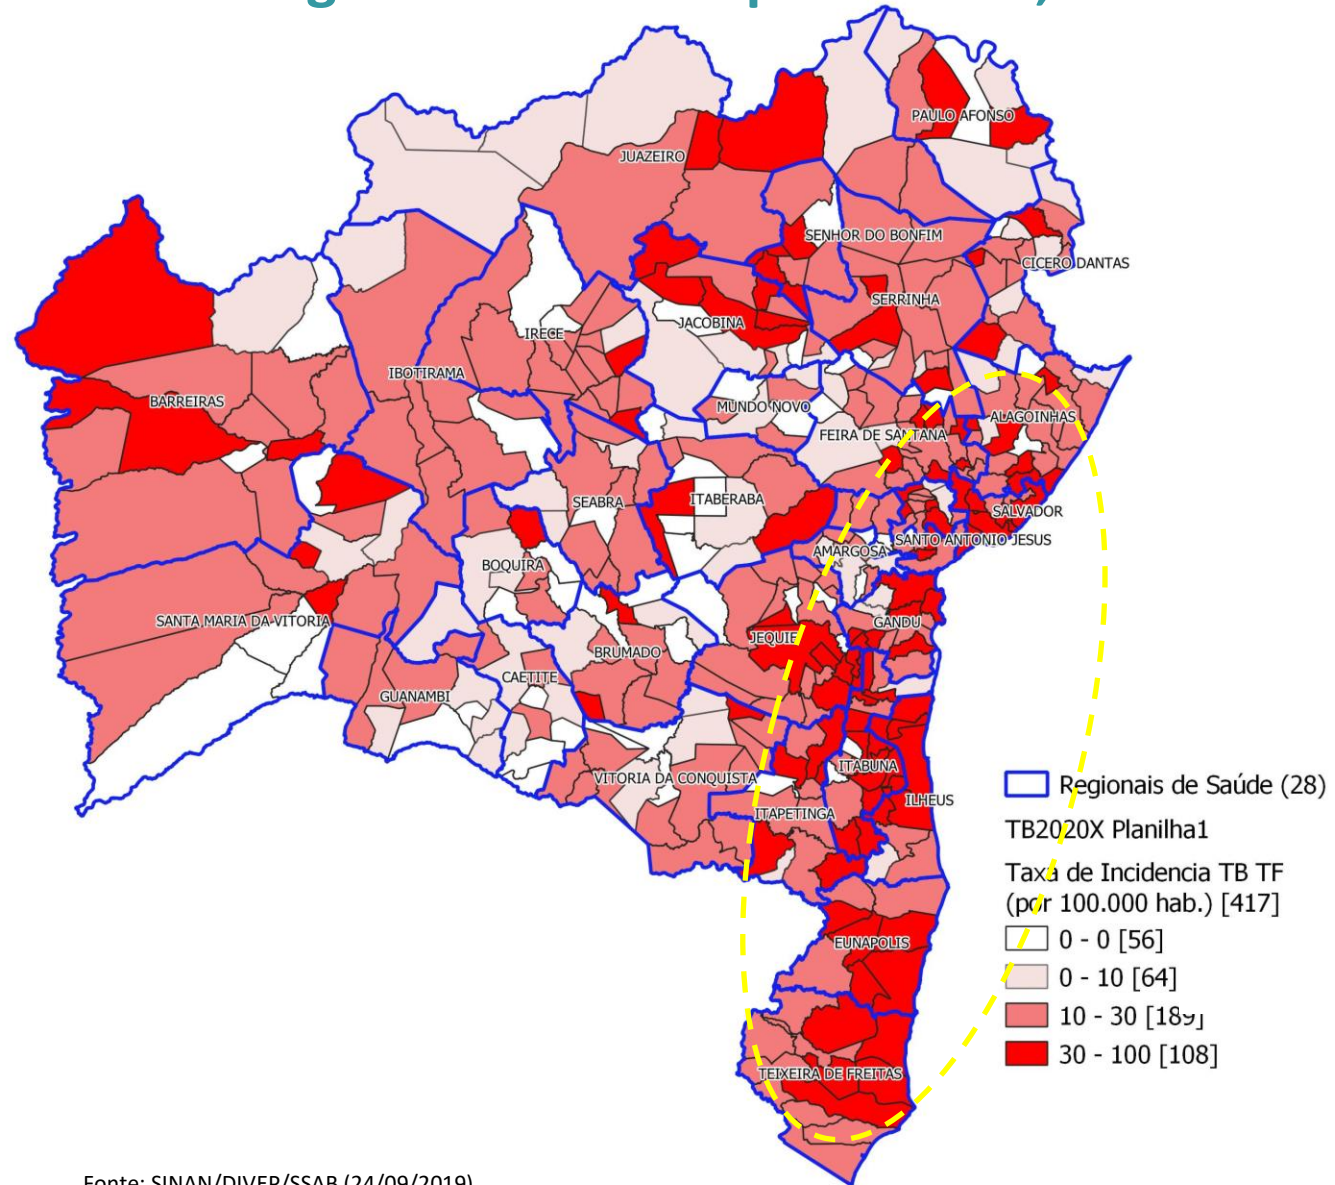 PAULO AFONSO
JUAZEIRO
SENHOR DO BONFIM
CICERO DANTAS
SERRINHA
JACOBINA
IRECE
IBOTIRAMA
BARREIRAS
MUNDO NOVO
ALAGOINHAS
FEIRA DE SANTANA
SEABRA
ITABERABA
SALVADOR
SANTO ANTONIO JESUS
AMARGOSA
BOQUIRA
SANTA MARIA DA VITORIA
GANDU
JEQUIE
BRUMADO
CAETITE
GUANAMBI
ITABUNA
VITORIA DA CONQUISTA
ILHEUS
ITAPETINGA
EUNAPOLIS
TEIXEIRA DE FREITAS
Regionais de Saúde (28)
TB2020X Planilha1
Taxa de Incidencia TB TF
(por 100.000 hab.) [417]
0 - 0 [56]
0 - 10 [64]
10 - 30 [189]
30 - 100 [108]
Fonte: SINAN/DIVEP/SSAB (24/09/2019)